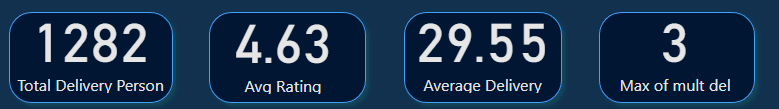 1282
Total Delivery Person
4.63
Avg Rating
29.55
Average Delivery
3
Max of mult del